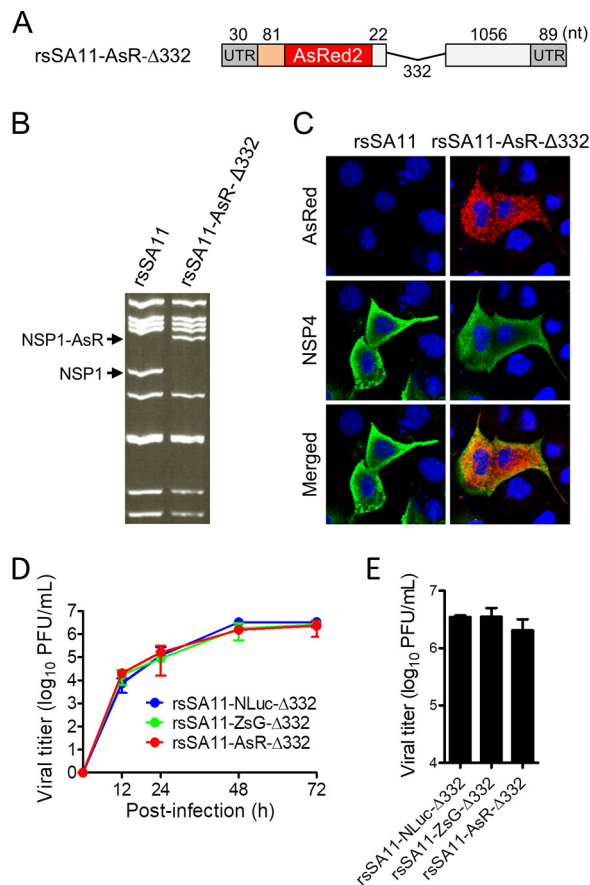 A
30 81 22 1056 89 (nt)
rsSA11-AsR-Δ332 UTR AsRed2 UTR
332
B
rsSA11
rsSA11-AsR-Δ332
NSP1-AsR
NSP1
C
rsSA11 rsSA11-AsR-Δ332
AsRed
NSP4
Merged
D
Viral titier (log10 PFU/mL)
7
6
5
4
3
2
1
0
rsSA11-NLuc-Δ332
rsSA11-ZsG-Δ332
rsSA11-AsR-Δ332
12 24 48 72
Post-infection (h)
E
Viral titer (log10 PFU/mL)
7
6
4
rsSA11-NLuc-Δ332
rsSA11-ZsG-Δ332
rsSA11-AsR-Δ332